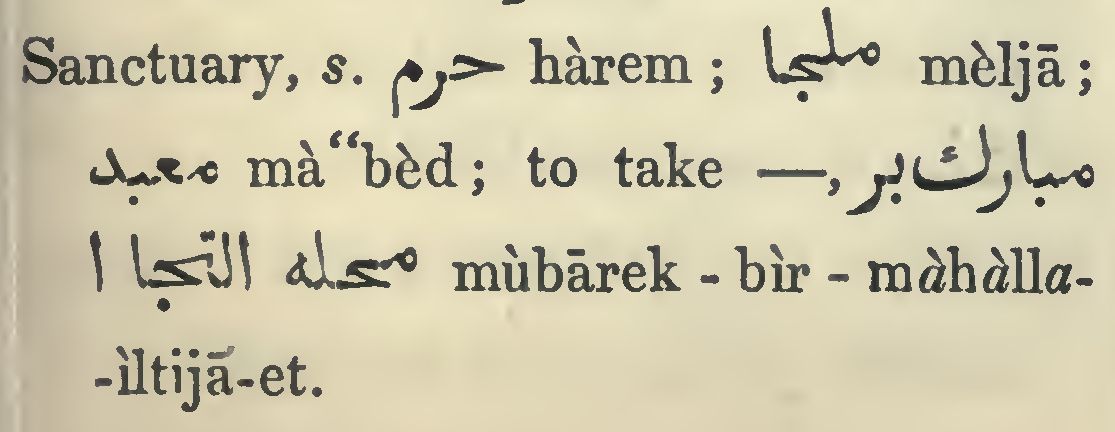 Sanctuary, s. حرم hàrem ; ملجا mèljā ;
معبد mà“bèd ; to take —, مبارك بر
محله التجا ا mùbārek - bìr - màhàlla-
-ìltijā-et.